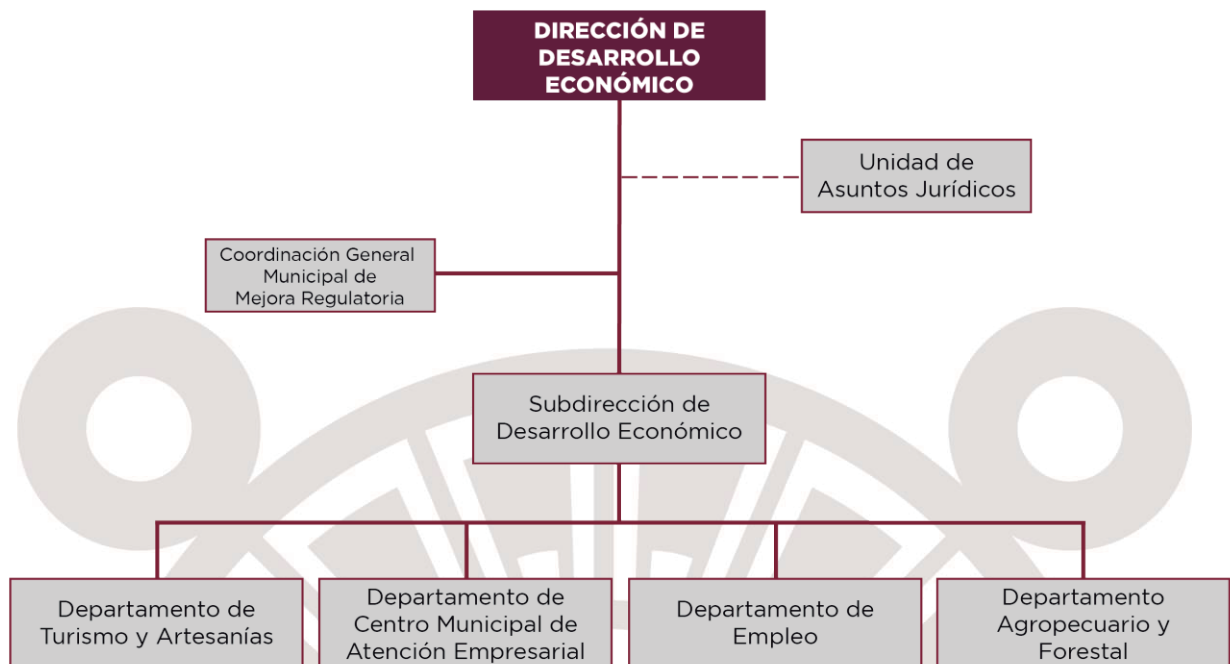 DIRECCIÓN DE
DESARROLLO
ECONÓMICO
Unidad de
Asuntos Jurídicos
Coordinación General
Municipal de
Mejora Regulatoria
Subdirección de
Desarrollo Económico
Departamento de
Turismo y Artesanías
Departamento de
Centro Municipal de
Atención Empresarial
Departamento de
Empleo
Departamento
Agropecuario y
Forestal